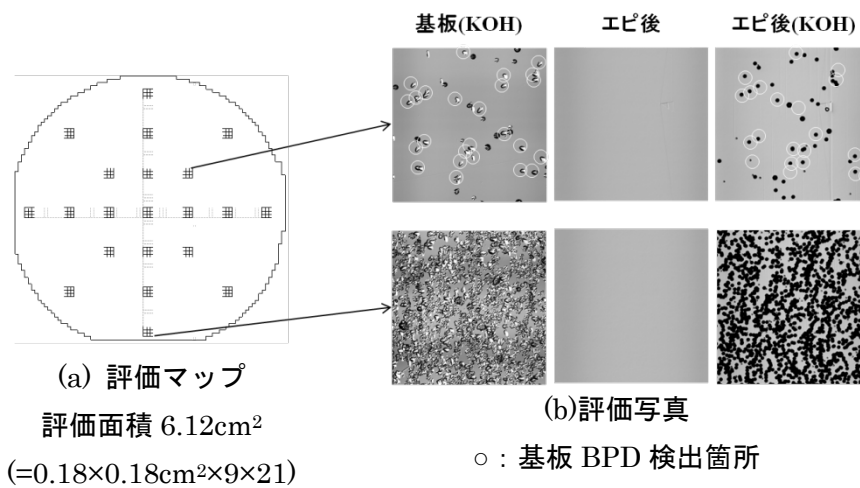 基板(KOH) エピ後 エピ後(KOH)
(a) 評価マップ
評価面積 6.12cm²
(=0.18×0.18cm²×9×21)
(b)評価写真
○：基板 BPD 検出箇所